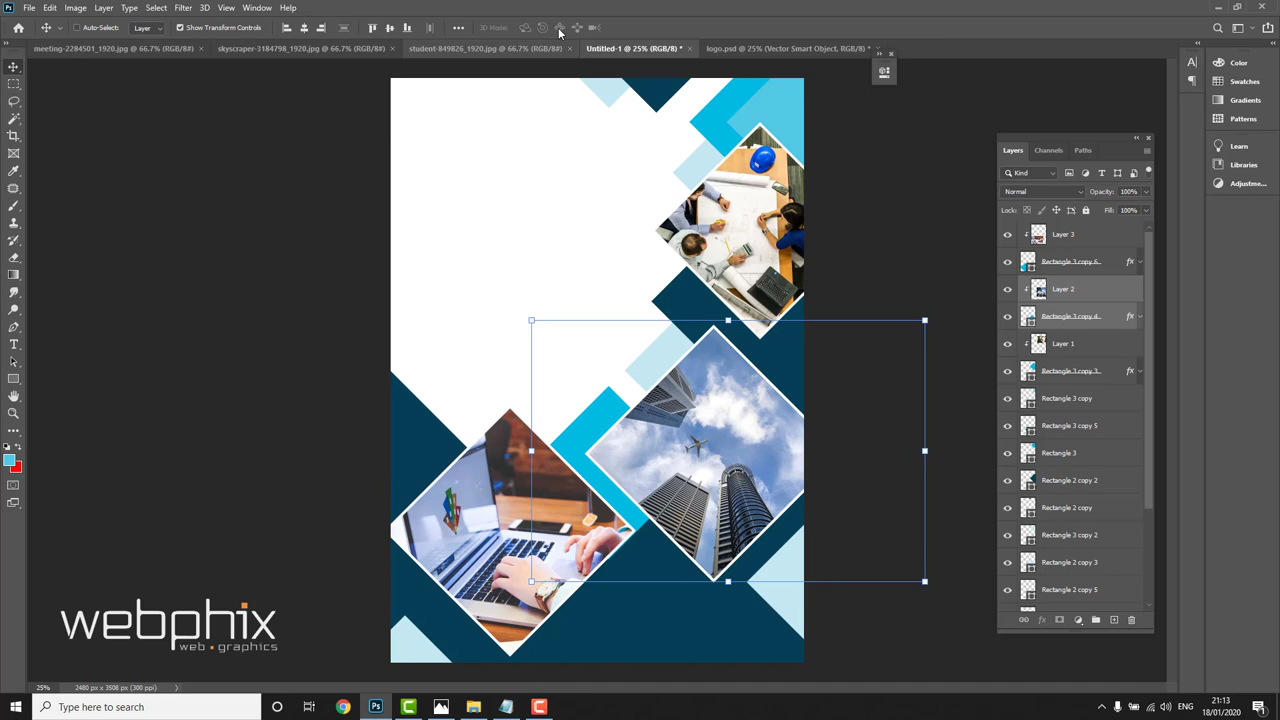 Ps File Edit Image Layer Type Select Filter 3D View Window Help
Auto-Select: Layer Show Transform Controls 3D Mode:
meeting-2284501_1920.jpg @ 66.7% (RGB/8#) × skyscraper-3184798_1920.jpg @ 66.7% (RGB/8#) × student-849826_1920.jpg @ 66.7% (RGB/8#) × Untitled-1 @ 25% (RGB/8) * × logo.psd @ 50% (Vector Smart Object, RGB/8) *
Color
Swatches
Gradients
Patterns
Learn
Libraries
Adjustme...
Layers Channels Paths
Kind
Normal Opacity: 100%
Lock: Fill: 100%
Layer 3
Rectangle 3 copy 6 fx
Layer 2
Rectangle 3 copy 4 fx
Layer 1
Rectangle 3 copy 3 fx
Rectangle 3 copy
Rectangle 3 copy 5
Rectangle 3
Rectangle 2 copy 2
Rectangle 2 copy
Rectangle 3 copy 2
Rectangle 2 copy 3
Rectangle 2 copy 5
webphix
web graphics
25% 2480 px x 3508 px (300 ppi)
Type here to search
ENG
21:13
18/01/2020